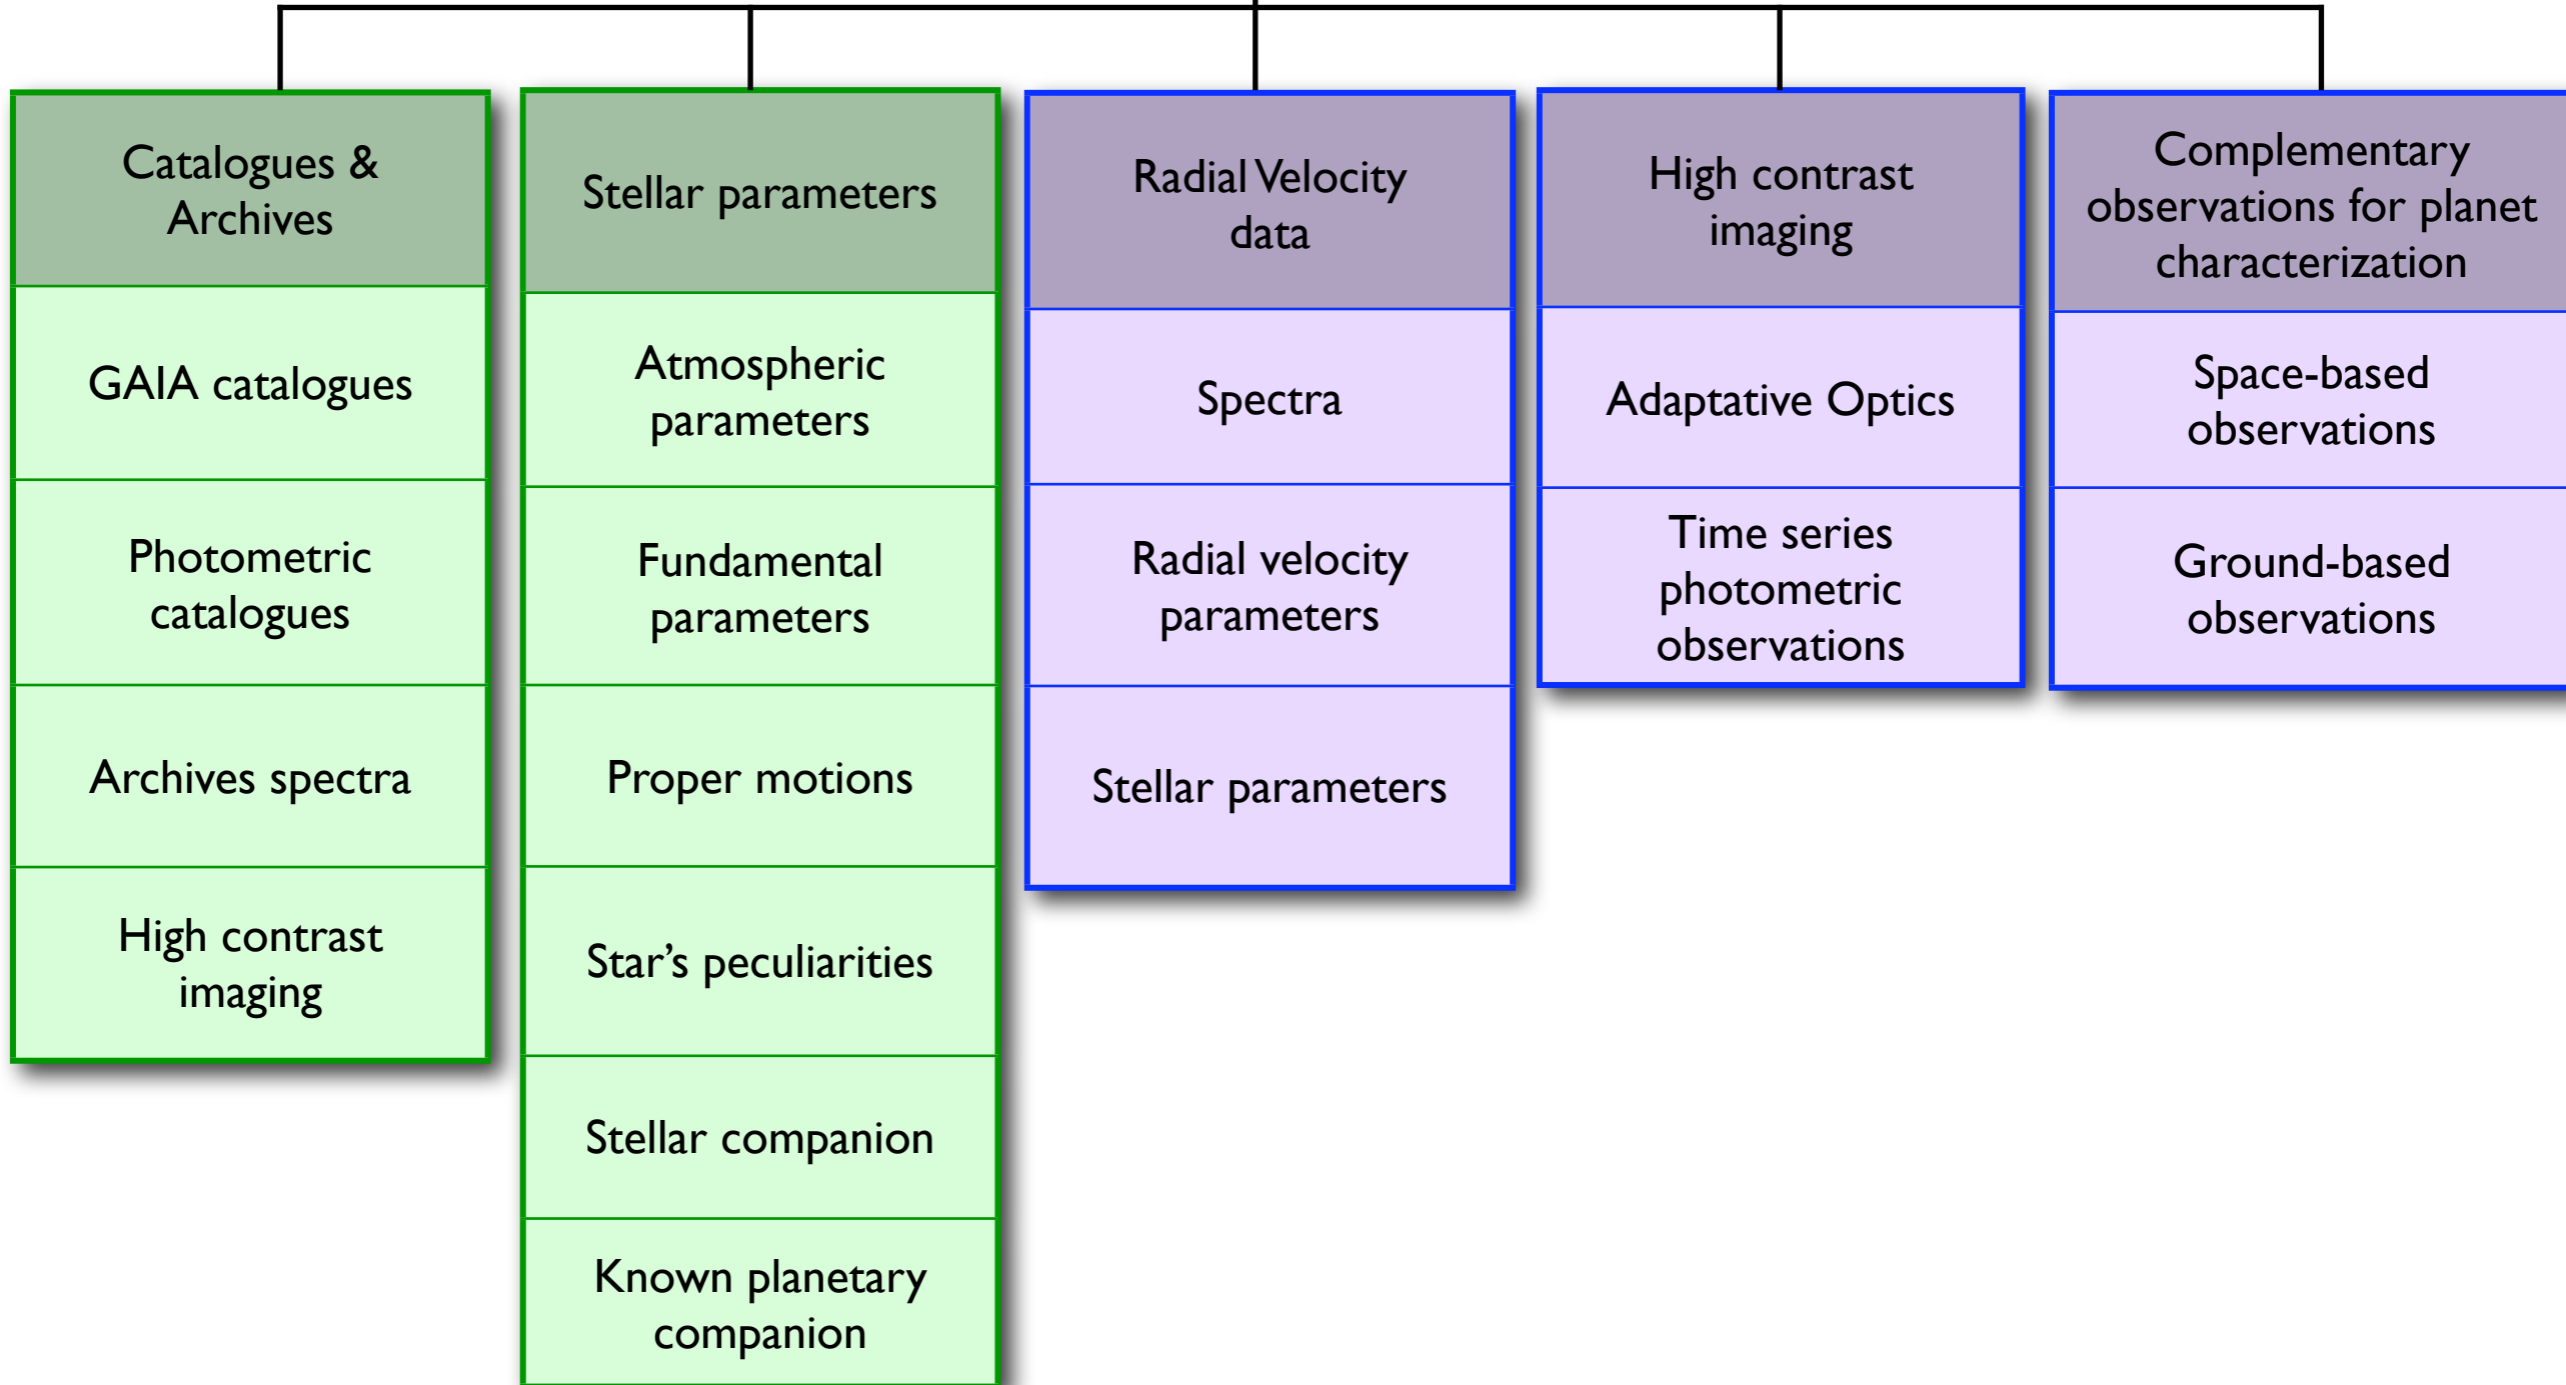 Catalogues &
Archives
GAIA catalogues
Photometric
catalogues
Archives spectra
High contrast
imaging
Stellar parameters
Atmospheric
parameters
Fundamental
parameters
Proper motions
Star’s peculiarities
Stellar companion
Known planetary
companion
Radial Velocity
data
Spectra
Radial velocity
parameters
Stellar parameters
High contrast
imaging
Adaptative Optics
Time series
photometric
observations
Complementary
observations for planet
characterization
Space-based
observations
Ground-based
observations